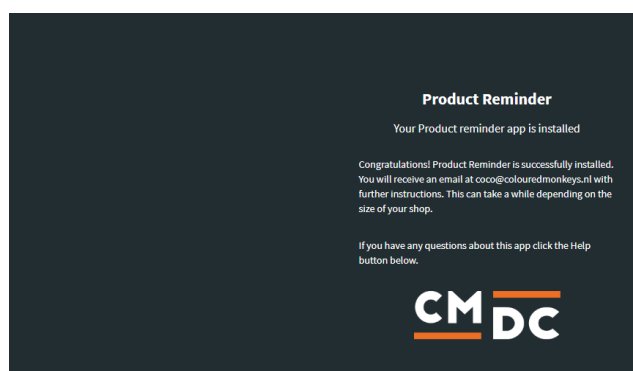 Product Reminder
Your Product reminder app is installed
Congratulations! Product Reminder is successfully installed.
You will receive an email at coco@colouredmonkeys.nl with
further instructions. This can take a while depending on the
size of your shop.
If you have any questions about this app click the Help
button below.
CM DC